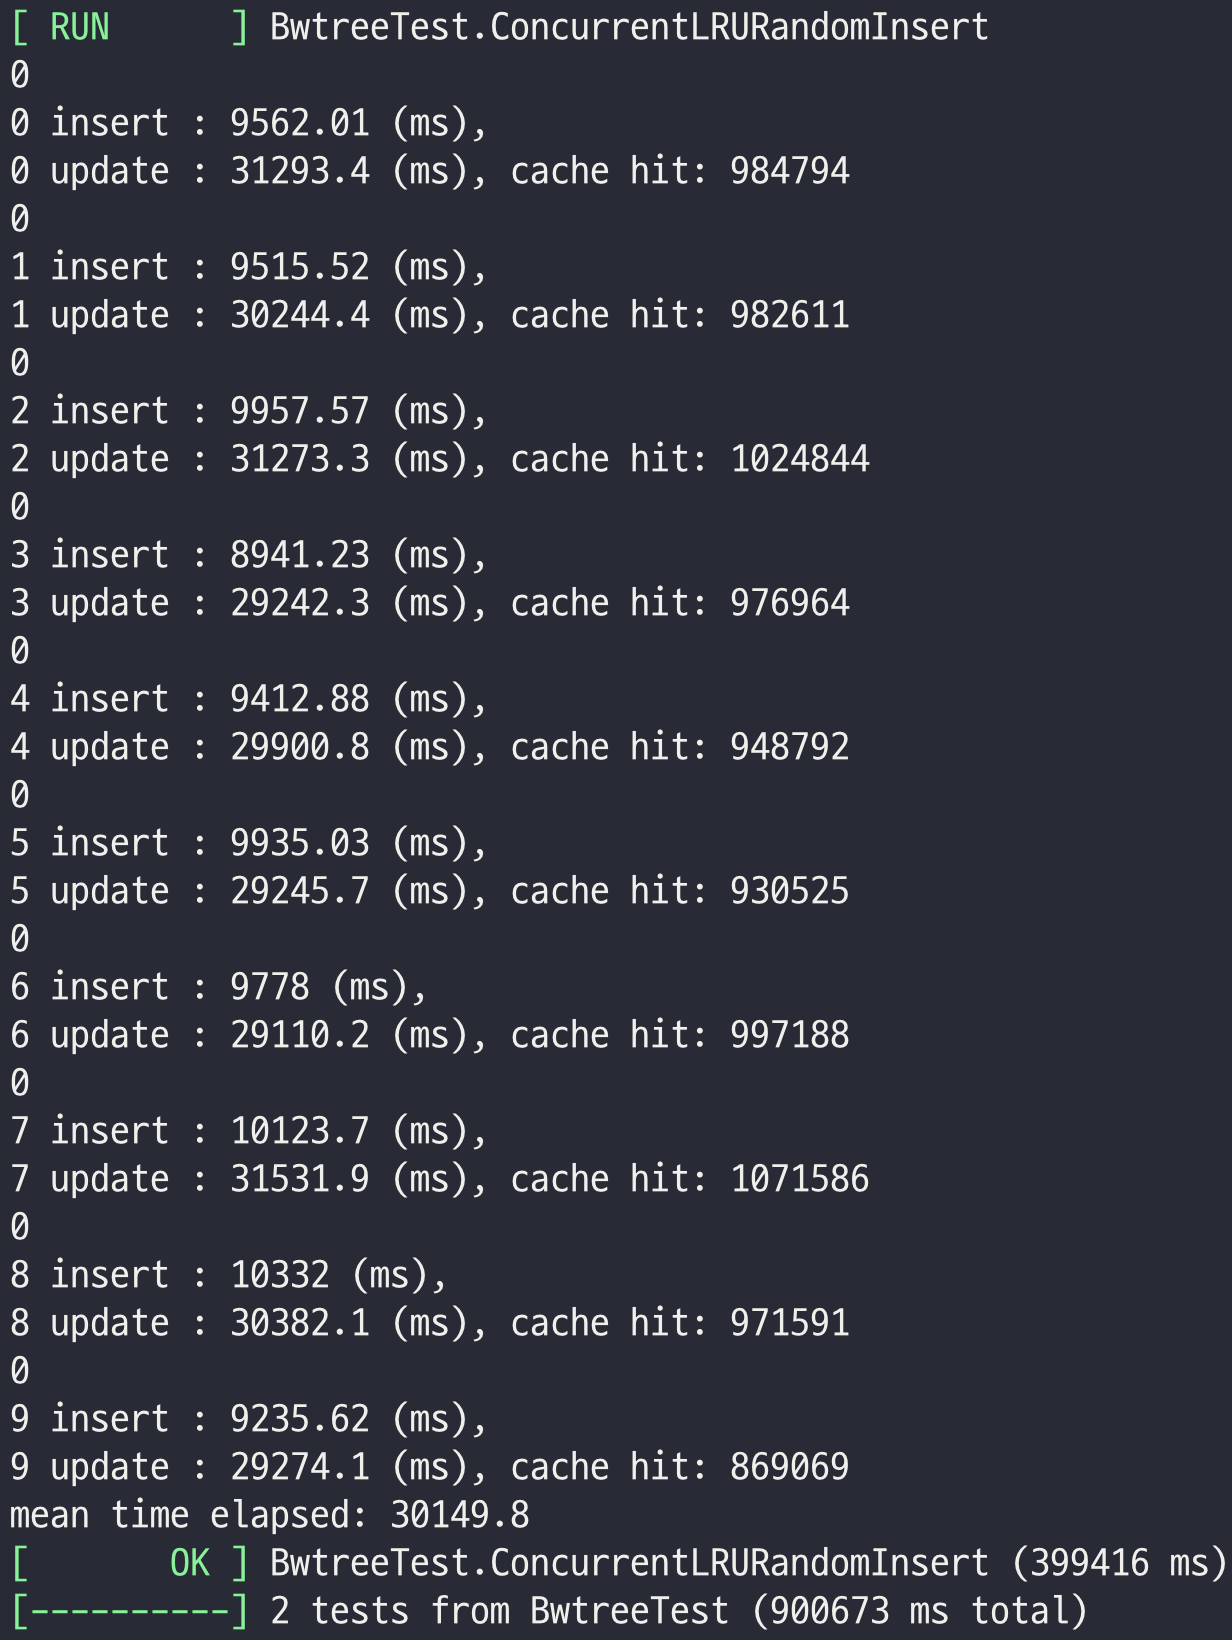 [ RUN      ] BwtreeTest.ConcurrentLRURandomInsert
0
0 insert : 9562.01 (ms),
0 update : 31293.4 (ms), cache hit: 984794
0
1 insert : 9515.52 (ms),
1 update : 30244.4 (ms), cache hit: 982611
0
2 insert : 9957.57 (ms),
2 update : 31273.3 (ms), cache hit: 1024844
0
3 insert : 8941.23 (ms),
3 update : 29242.3 (ms), cache hit: 976964
0
4 insert : 9412.88 (ms),
4 update : 29900.8 (ms), cache hit: 948792
0
5 insert : 9935.03 (ms),
5 update : 29245.7 (ms), cache hit: 930525
0
6 insert : 9778 (ms),
6 update : 29110.2 (ms), cache hit: 997188
0
7 insert : 10123.7 (ms),
7 update : 31531.9 (ms), cache hit: 1071586
0
8 insert : 10332 (ms),
8 update : 30382.1 (ms), cache hit: 971591
0
9 insert : 9235.62 (ms),
9 update : 29274.1 (ms), cache hit: 869069
mean time elapsed: 30149.8
[       OK ] BwtreeTest.ConcurrentLRURandomInsert (399416 ms)
[----------] 2 tests from BwtreeTest (900673 ms total)